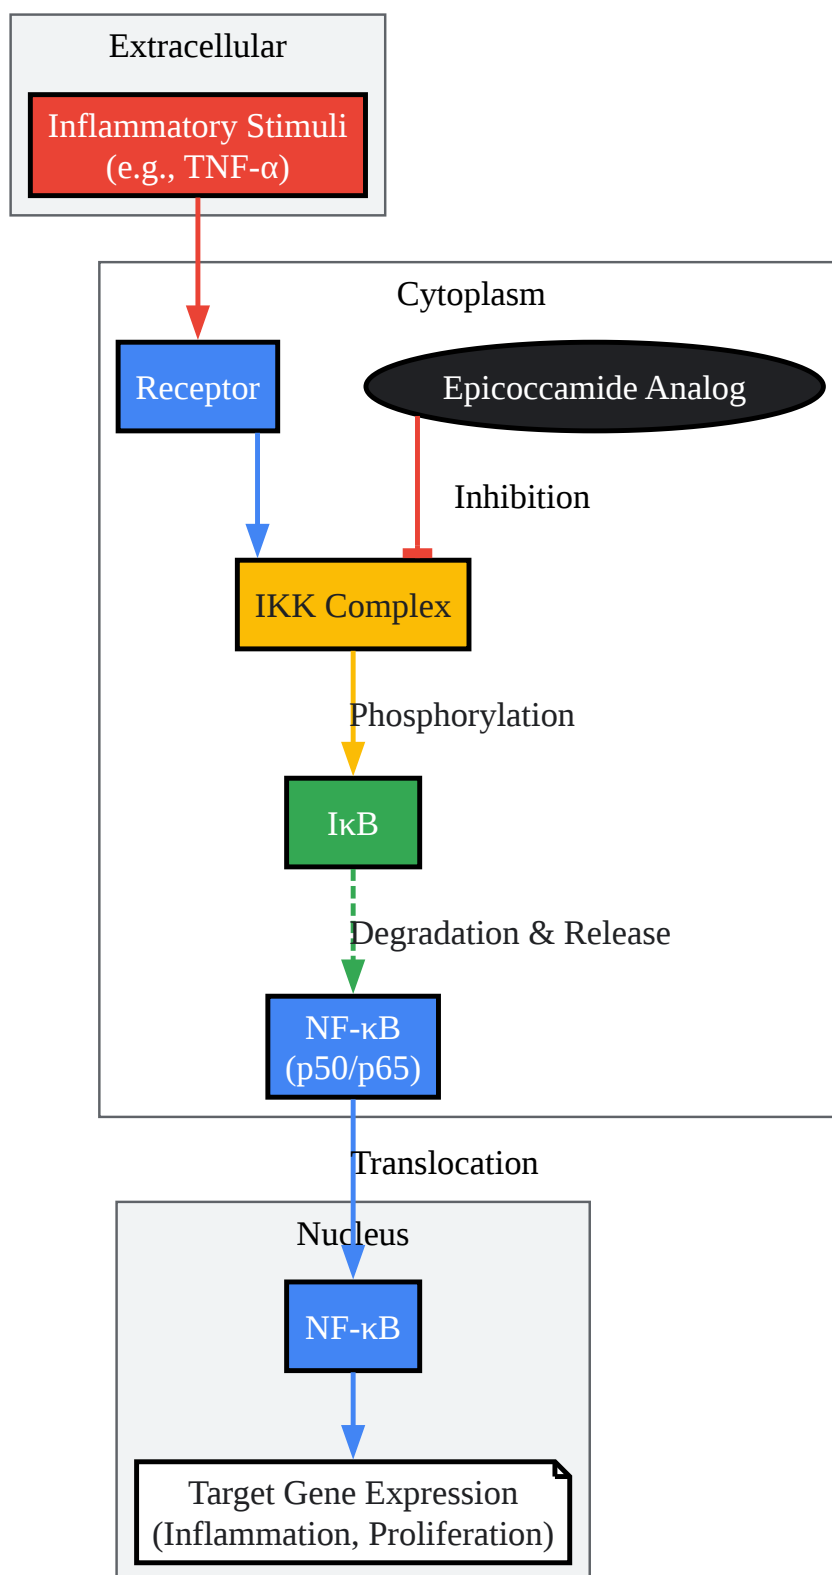 Extracellular
Inflammatory Stimuli
(e.g., TNF-α)
Cytoplasm
Receptor
Epicoccamide Analog
Inhibition
IKK Complex
Phosphorylation
IκB
Degradation & Release
NF-κB
(p50/p65)
Translocation
Nucleus
NF-κB
Target Gene Expression
(Inflammation, Proliferation)